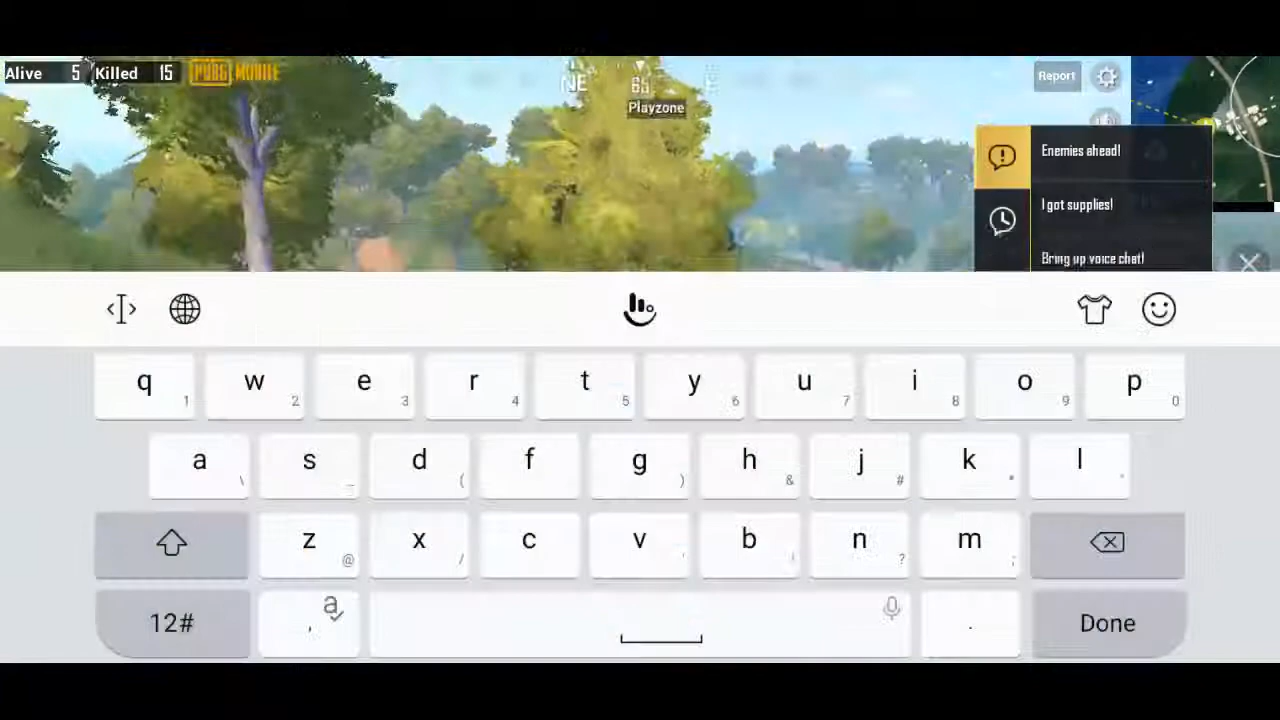 Alive 5 Killed 15 PUBG MOBILE
NE 65
Playzone
Report
Enemies ahead!
I got supplies!
Bring up voice chat!
q 1 w 2 e 3 r 4 t 5 y 6 u 7 i 8 o 9 p 0
a \ s _ d ( f g ) h & j # k * l
z @ x / c v b n ? m ;
12# , a . Done